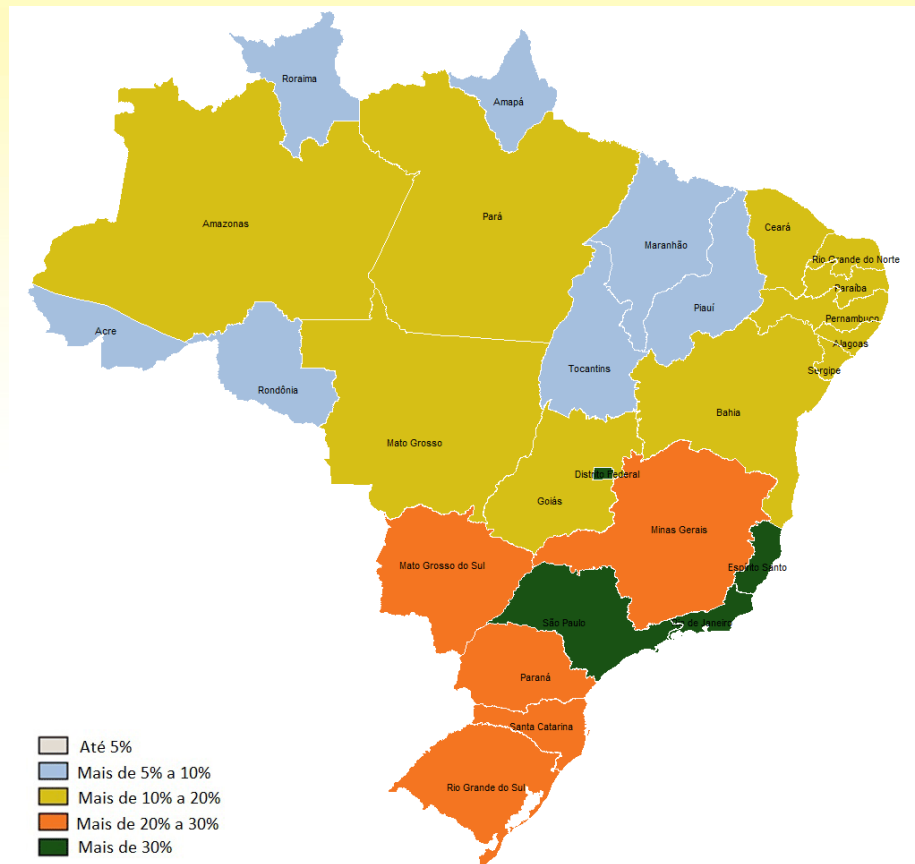 Roraima
Amapá
Amazonas
Pará
Ceará
Maranhão
Rio Grande do Norte
Paraíba
Piauí
Pernambuco
Acre
Alagoas
Tocantins
Sergipe
Rondônia
Bahia
Mato Grosso
Distrito Federal
Goiás
Minas Gerais
Mato Grosso do Sul
Espírito Santo
São Paulo
de Janeiro
Paraná
Santa Catarina
Rio Grande do Sul
Até 5%
Mais de 5% a 10%
Mais de 10% a 20%
Mais de 20% a 30%
Mais de 30%